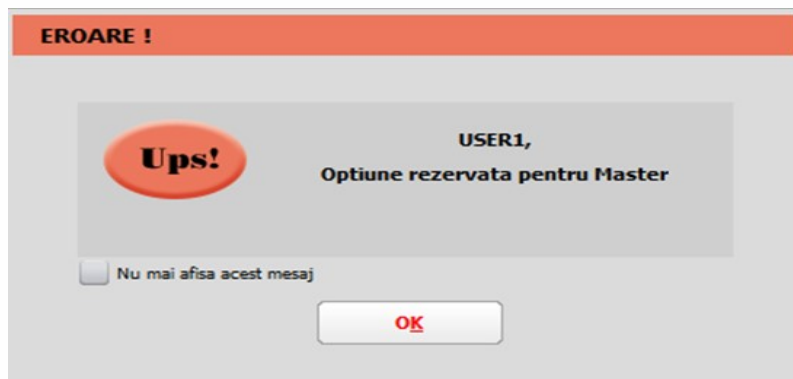 EROARE !
Ups!
USER1,
Optiune rezervata pentru Master
Nu mai afisa acest mesaj
OK